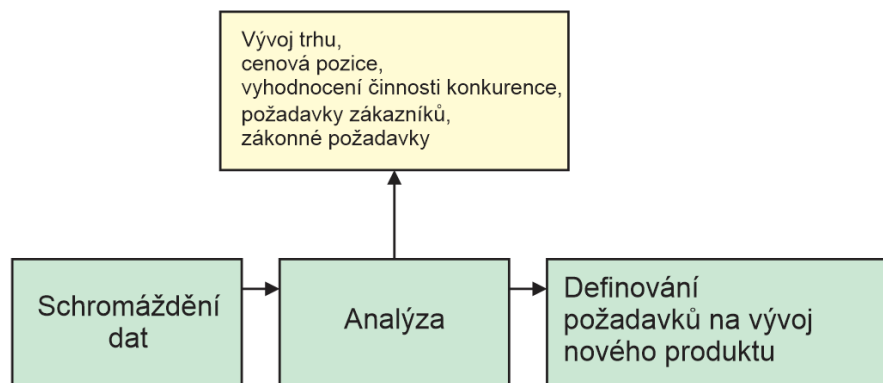 Vývoj trhu,
cenová pozice,
vyhodnocení činnosti konkurence,
požadavky zákazníků,
zákonné požadavky
Schromáždění
dat
Analýza
Definování
požadavků na vývoj
nového produktu